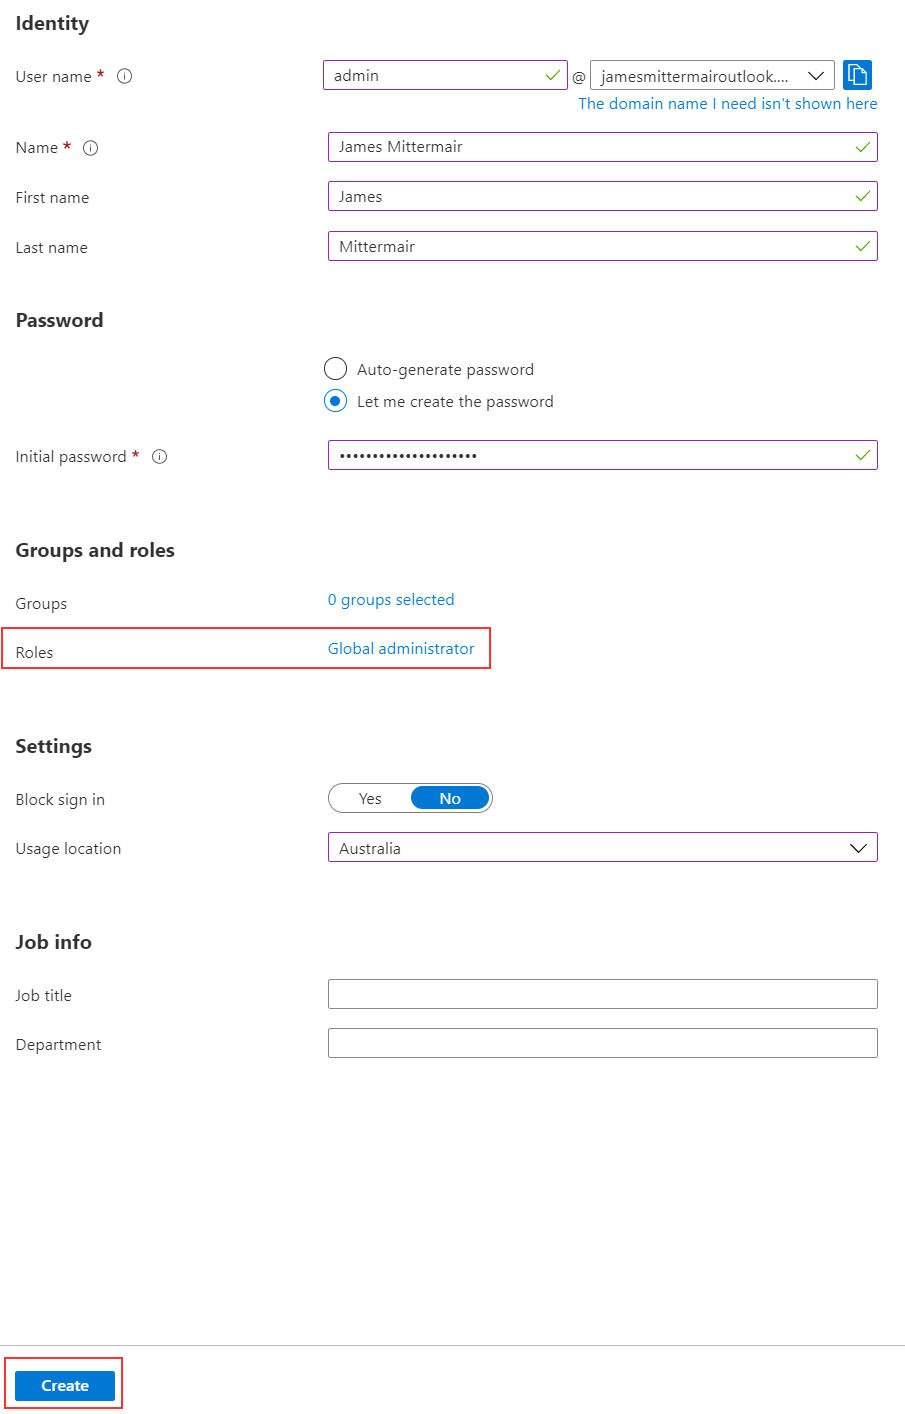 Identity
User name *
admin @ jamesmittermairoutlook....
The domain name I need isn't shown here
Name * James Mittermair
First name James
Last name Mittermair
Password
Auto-generate password
Let me create the password
Initial password * •••••••••••••••••••••
Groups and roles
Groups 0 groups selected
Roles Global administrator
Settings
Block sign in Yes No
Usage location Australia
Job info
Job title
Department
Create